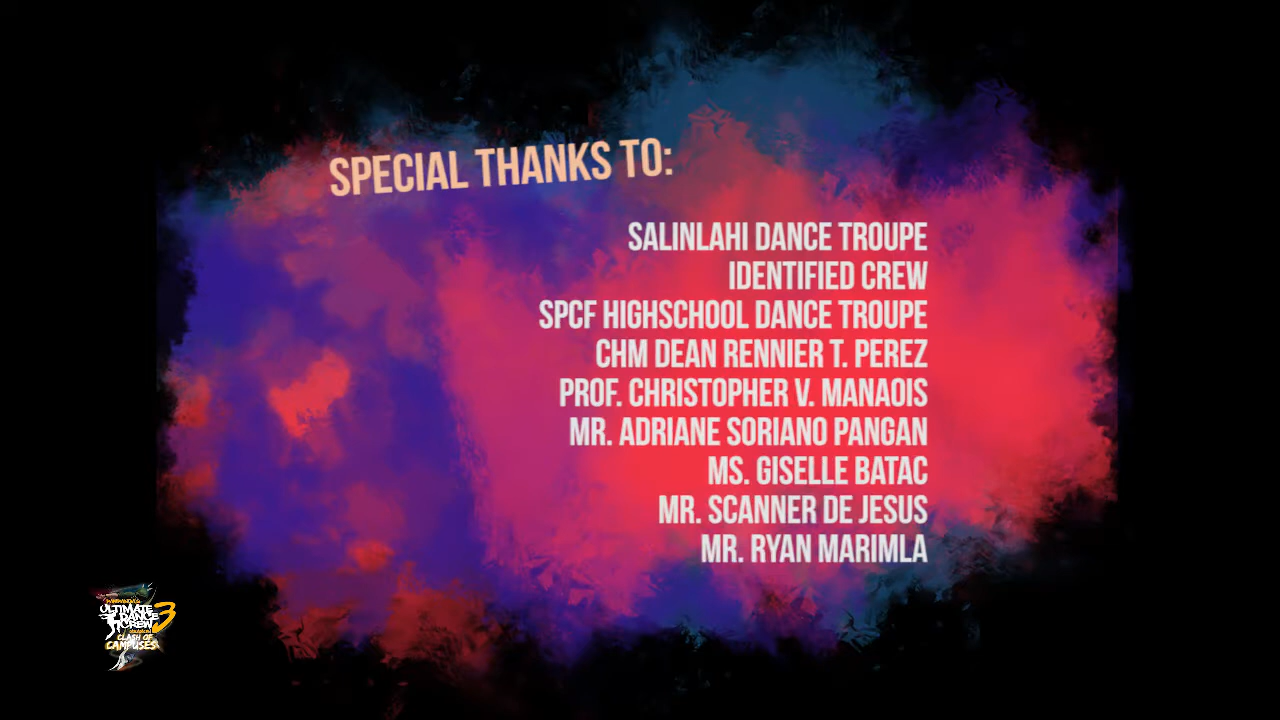 SPECIAL THANKS TO:
SALINLAHI DANCE TROUPE
IDENTIFIED CREW
SPCF HIGHSCHOOL DANCE TROUPE
CHM DEAN RENNIER T. PEREZ
PROF. CHRISTOPHER V. MANAOIS
MR. ADRIANE SORIANO PANGAN
MS. GISELLE BATAC
MR. SCANNER DE JESUS
MR. RYAN MARIMLA
ULTIMATE
DANCE 3
CREW
CLASH OF
CAMPUSES